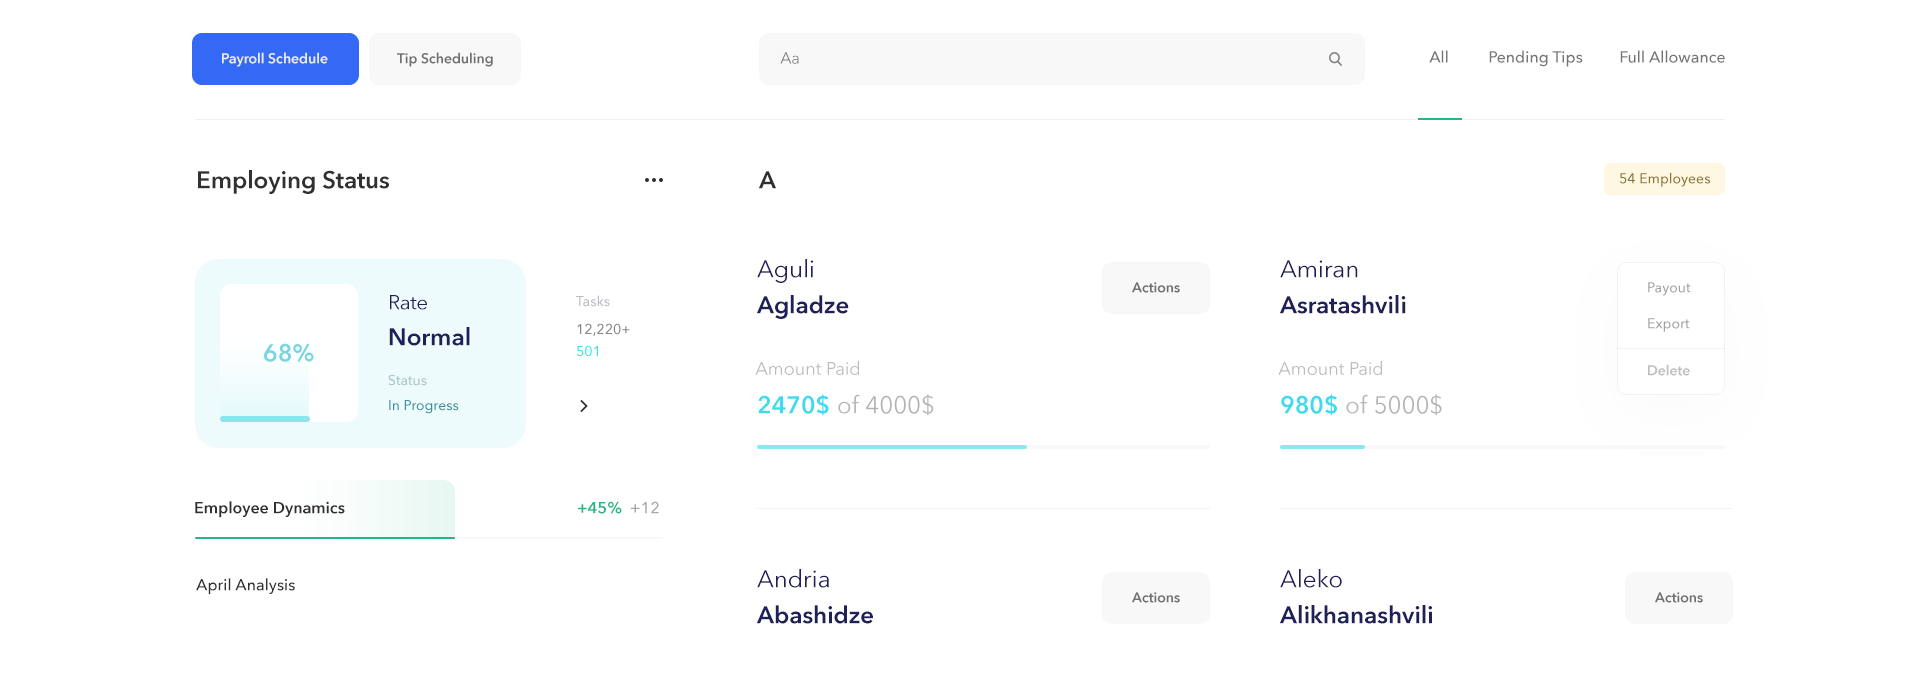 Payroll Schedule
Tip Scheduling
Aa
All
Pending Tips
Full Allowance
Employing Status
Rate
Normal
68%
Status
In Progress
Tasks
12,220+
501
Employee Dynamics
+45% +12
April Analysis
A
54 Employees
Aguli
Agladze
Actions
Amount Paid
2470$ of 4000$
Amiran
Asratashvili
Payout
Export
Delete
Amount Paid
980$ of 5000$
Andria
Abashidze
Actions
Aleko
Alikhanashvili
Actions